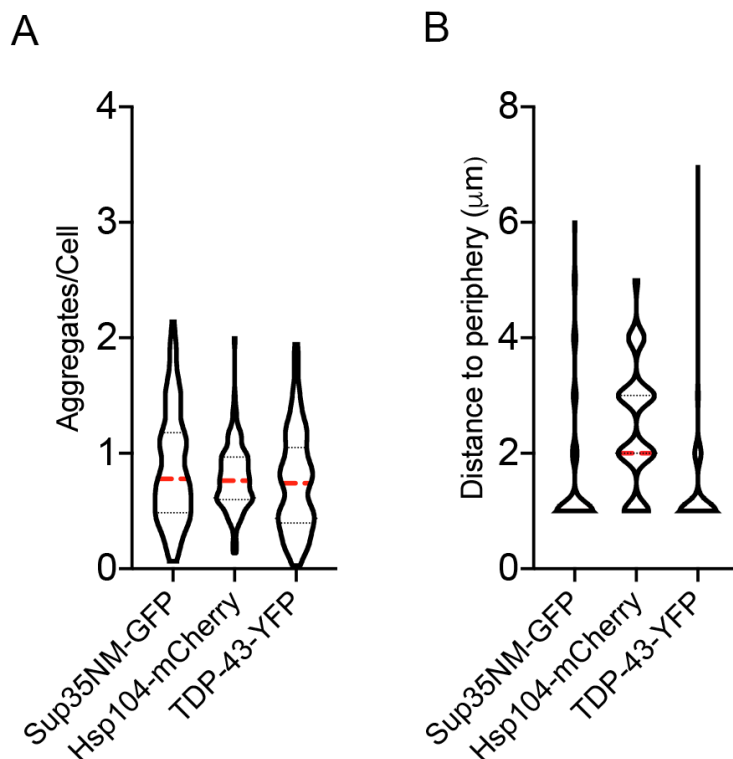 A
Aggregates/Cell
4
3
2
1
0
Sup35NM-GFP
Hsp104-mCherry
TDP-43-YFP
B
Distance to periphery (μm)
8
6
4
2
0
Sup35NM-GFP
Hsp104-mCherry
TDP-43-YFP